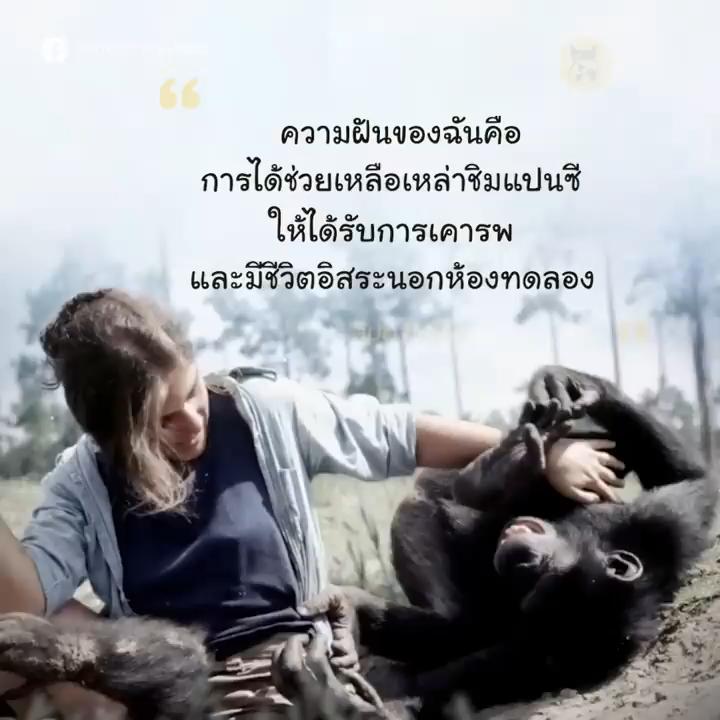 ความฝันของฉันคือ
การได้ช่วยเหลือเหล่าชิมแปนซี
ให้ได้รับการเคารพ
และมีชีวิตอิสระนอกห้องทดลอง